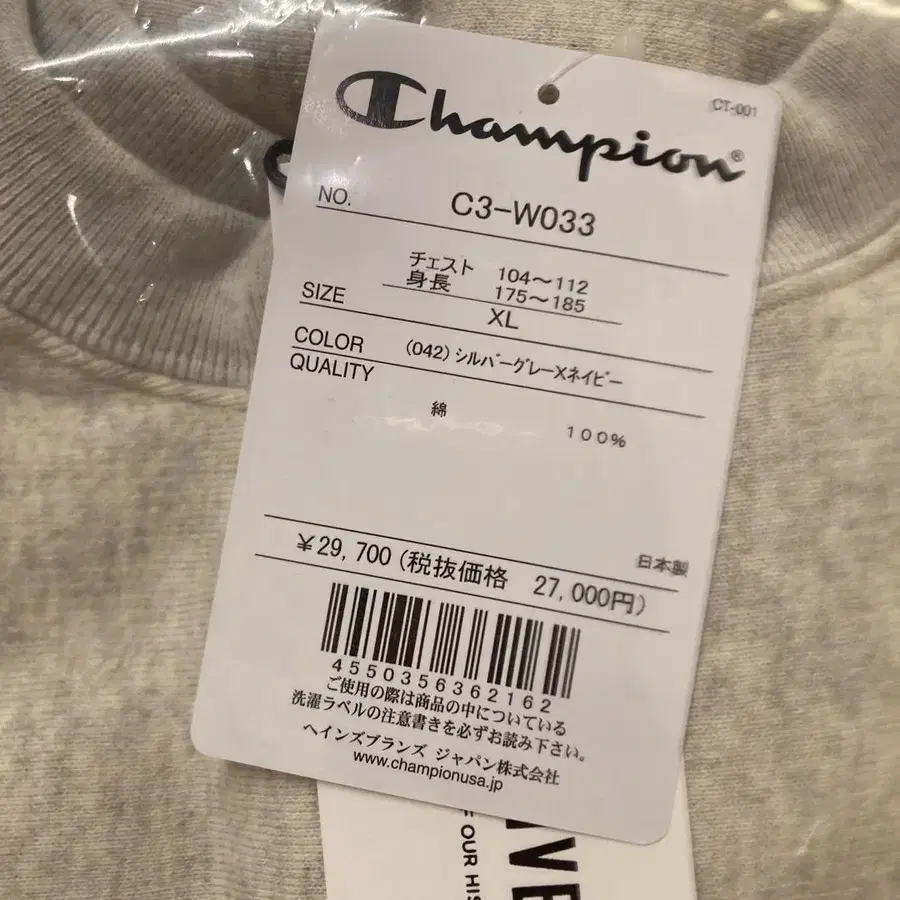 CT-001
Champion®
NO. C3-W033
チェスト 104～112
身長 175～185
SIZE XL
COLOR (042) シルバーグレーXネイビー
QUALITY
綿 100%
日本製
￥29,700(税抜価格 27,000円)
4550356362162
ご使用の際は商品の中についている
洗濯ラベルの注意書きを必ずお読み下さい。
ヘインズブランズ ジャパン株式会社
www.championusa.jp
OUR HIS